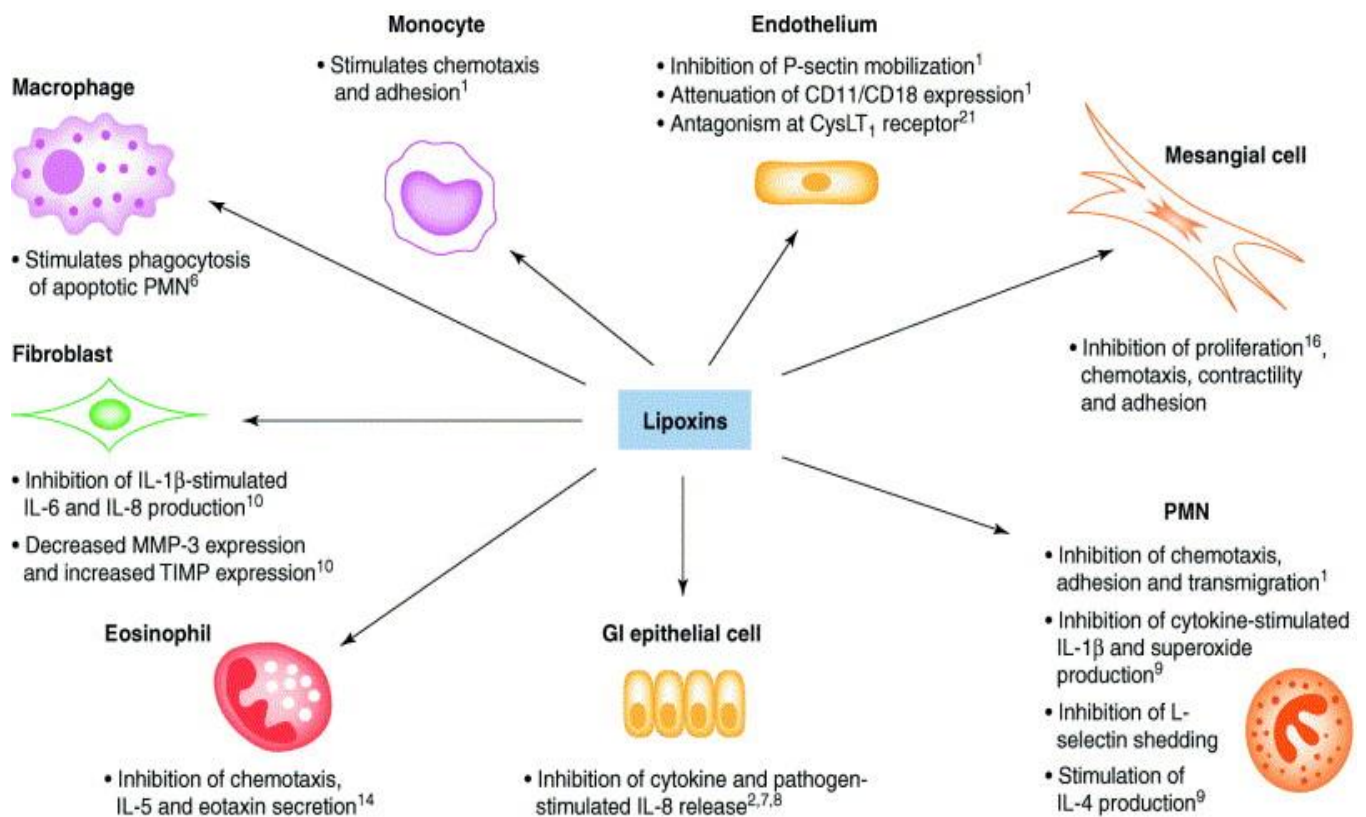 Monocyte
• Stimulates chemotaxis
and adhesion1
Endothelium
• Inhibition of P-sectin mobilization1
• Attenuation of CD11/CD18 expression1
• Antagonism at CysLT1 receptor21
Macrophage
• Stimulates phagocytosis
of apoptotic PMN6
Mesangial cell
• Inhibition of proliferation16,
chemotaxis, contractility
and adhesion
Fibroblast
• Inhibition of IL-1β-stimulated
IL-6 and IL-8 production10
• Decreased MMP-3 expression
and increased TIMP expression10
Lipoxins
PMN
• Inhibition of chemotaxis,
adhesion and transmigration1
• Inhibition of cytokine-stimulated
IL-1β and superoxide
production9
• Inhibition of L-
selectin shedding
• Stimulation of
IL-4 production9
Eosinophil
• Inhibition of chemotaxis,
IL-5 and eotaxin secretion14
GI epithelial cell
• Inhibition of cytokine and pathogen-
stimulated IL-8 release2,7,8